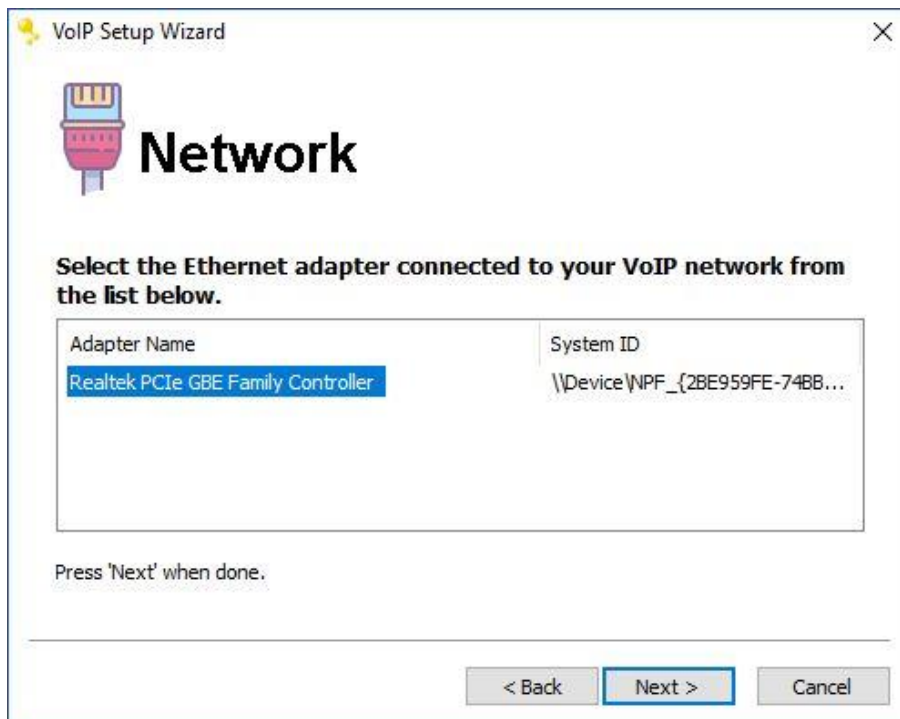 VoIP Setup Wizard
Network
Select the Ethernet adapter connected to your VoIP network from
the list below.
Adapter Name System ID
Realtek PCIe GBE Family Controller \\Device\NPF_{2BE959FE-74BB...
Press 'Next' when done.
< Back Next > Cancel